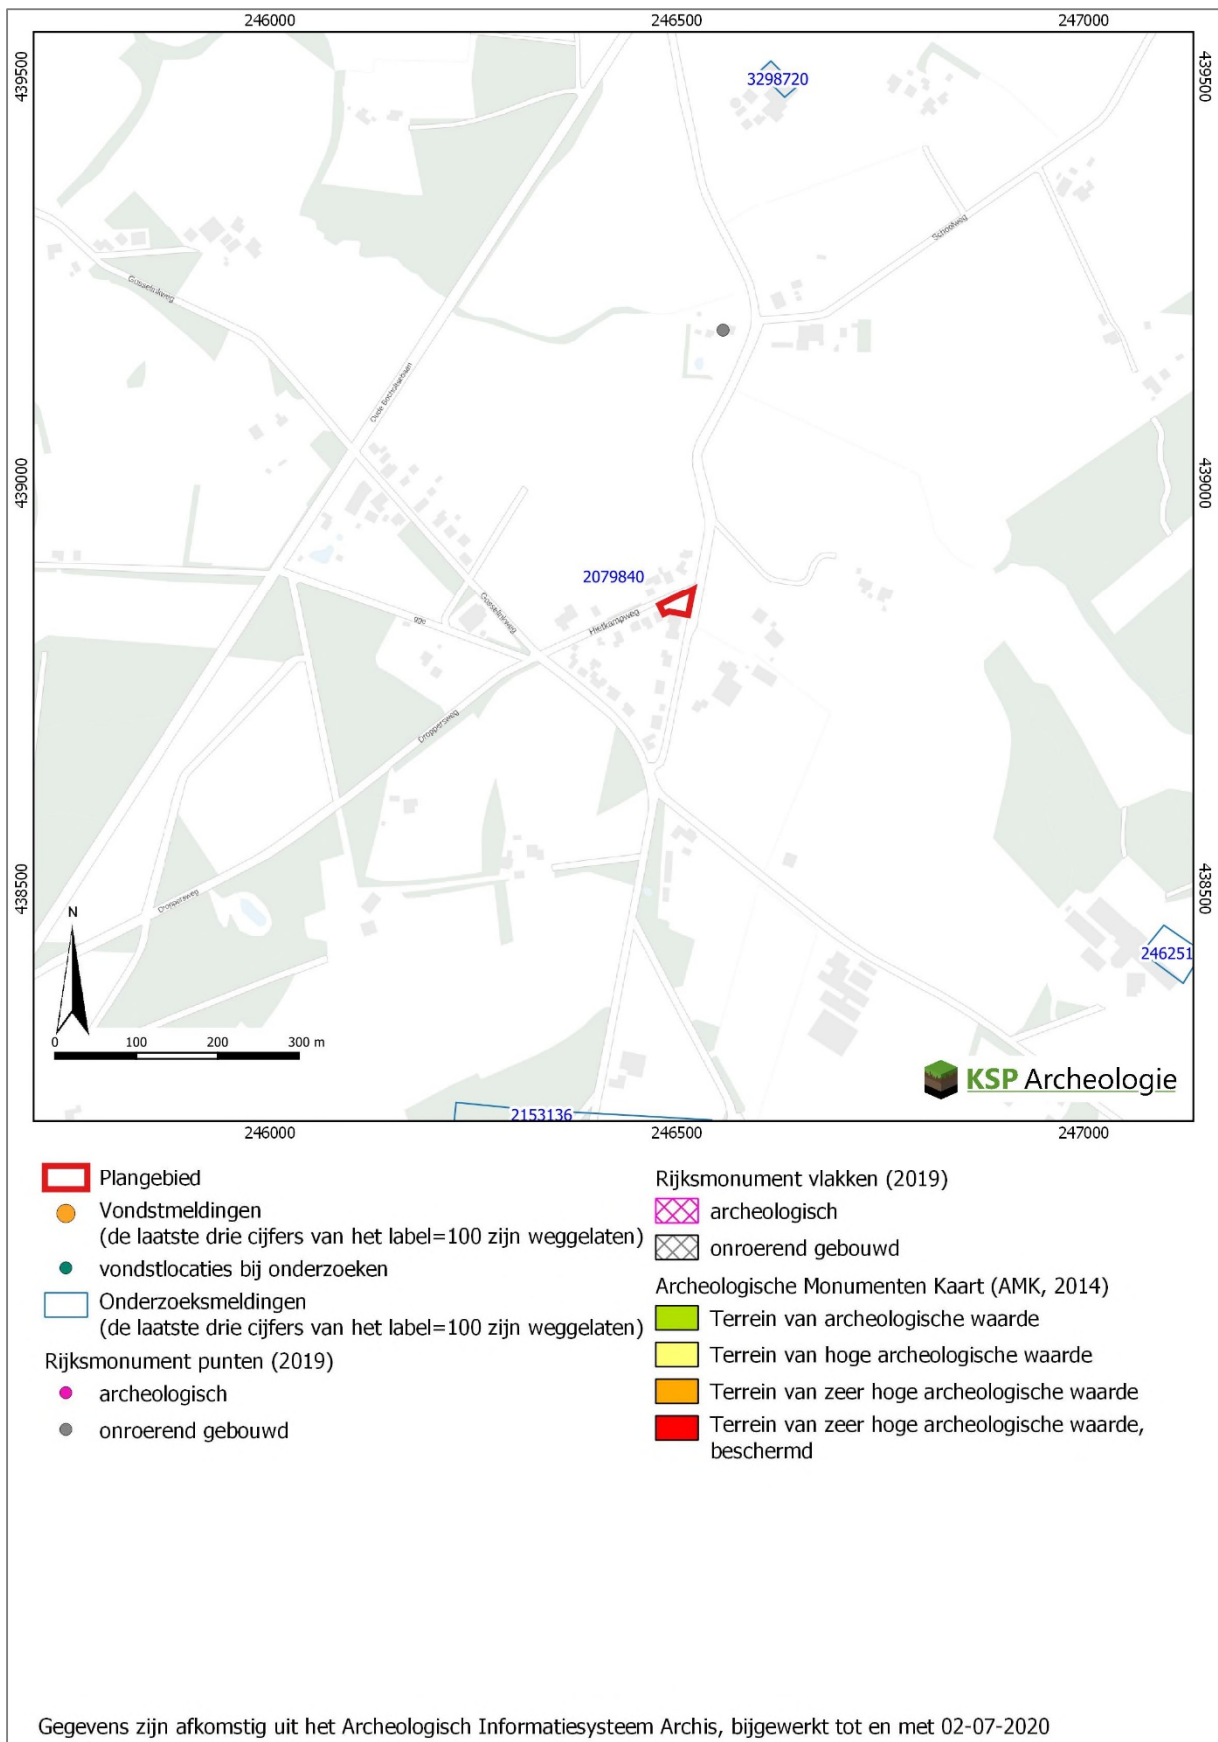 246000 246500 247000
439500 439500
3298720
Schoolweg
Gosselinkweg
Oude Bocholtsebaan
439000 439000
2079840
Gosselinkweg
Hietkampweg
Droppersweg
438500 438500
Droppersweg
N
246251
0 100 200 300 m
KSP Archeologie
2153136
246000 246500 247000
Plangebied
Vondstmeldingen
(de laatste drie cijfers van het label=100 zijn weggelaten)
vondstlocaties bij onderzoeken
Onderzoeksmeldingen
(de laatste drie cijfers van het label=100 zijn weggelaten)
Rijksmonument punten (2019)
archeologisch
onroerend gebouwd
Rijksmonument vlakken (2019)
archeologisch
onroerend gebouwd
Archeologische Monumenten Kaart (AMK, 2014)
Terrein van archeologische waarde
Terrein van hoge archeologische waarde
Terrein van zeer hoge archeologische waarde
Terrein van zeer hoge archeologische waarde,
beschermd
Gegevens zijn afkomstig uit het Archeologisch Informatiesysteem Archis, bijgewerkt tot en met 02-07-2020